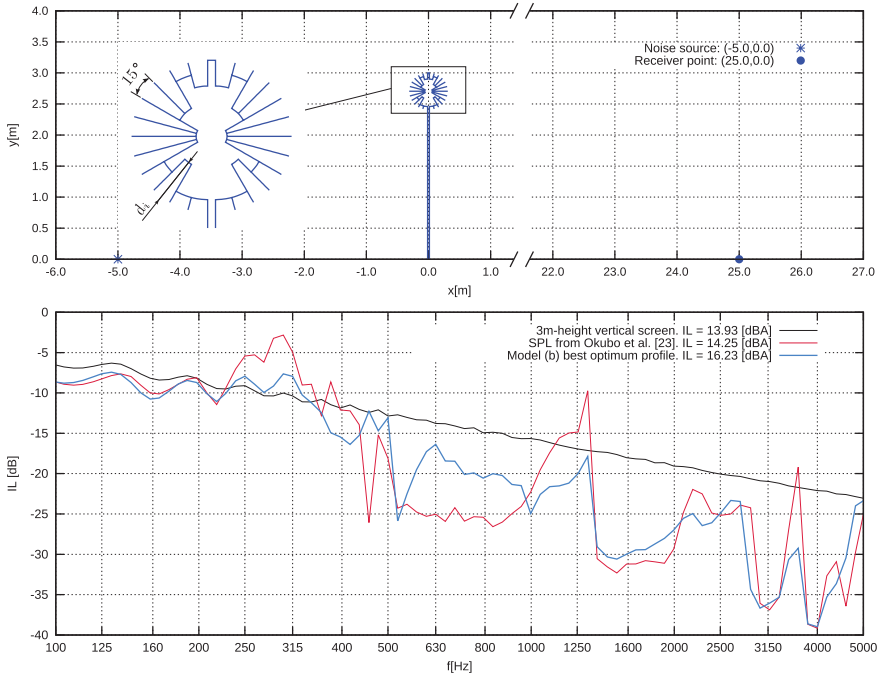 4.0
3.5
3.0
2.5
2.0
1.5
1.0
0.5
0.0
y[m]
15°
d_i
Noise source: (-5.0,0.0)
Receiver point: (25.0,0.0)
-6.0 -5.0 -4.0 -3.0 -2.0 -1.0 0.0 1.0 22.0 23.0 24.0 25.0 26.0 27.0
x[m]
0
-5
-10
-15
-20
-25
-30
-35
-40
IL [dB]
3m-height vertical screen. IL = 13.93 [dBA]
SPL from Okubo et al. [23]. IL = 14.25 [dBA]
Model (b) best optimum profile. IL = 16.23 [dBA]
100 125 160 200 250 315 400 500 630 800 1000 1250 1600 2000 2500 3150 4000 5000
f[Hz]